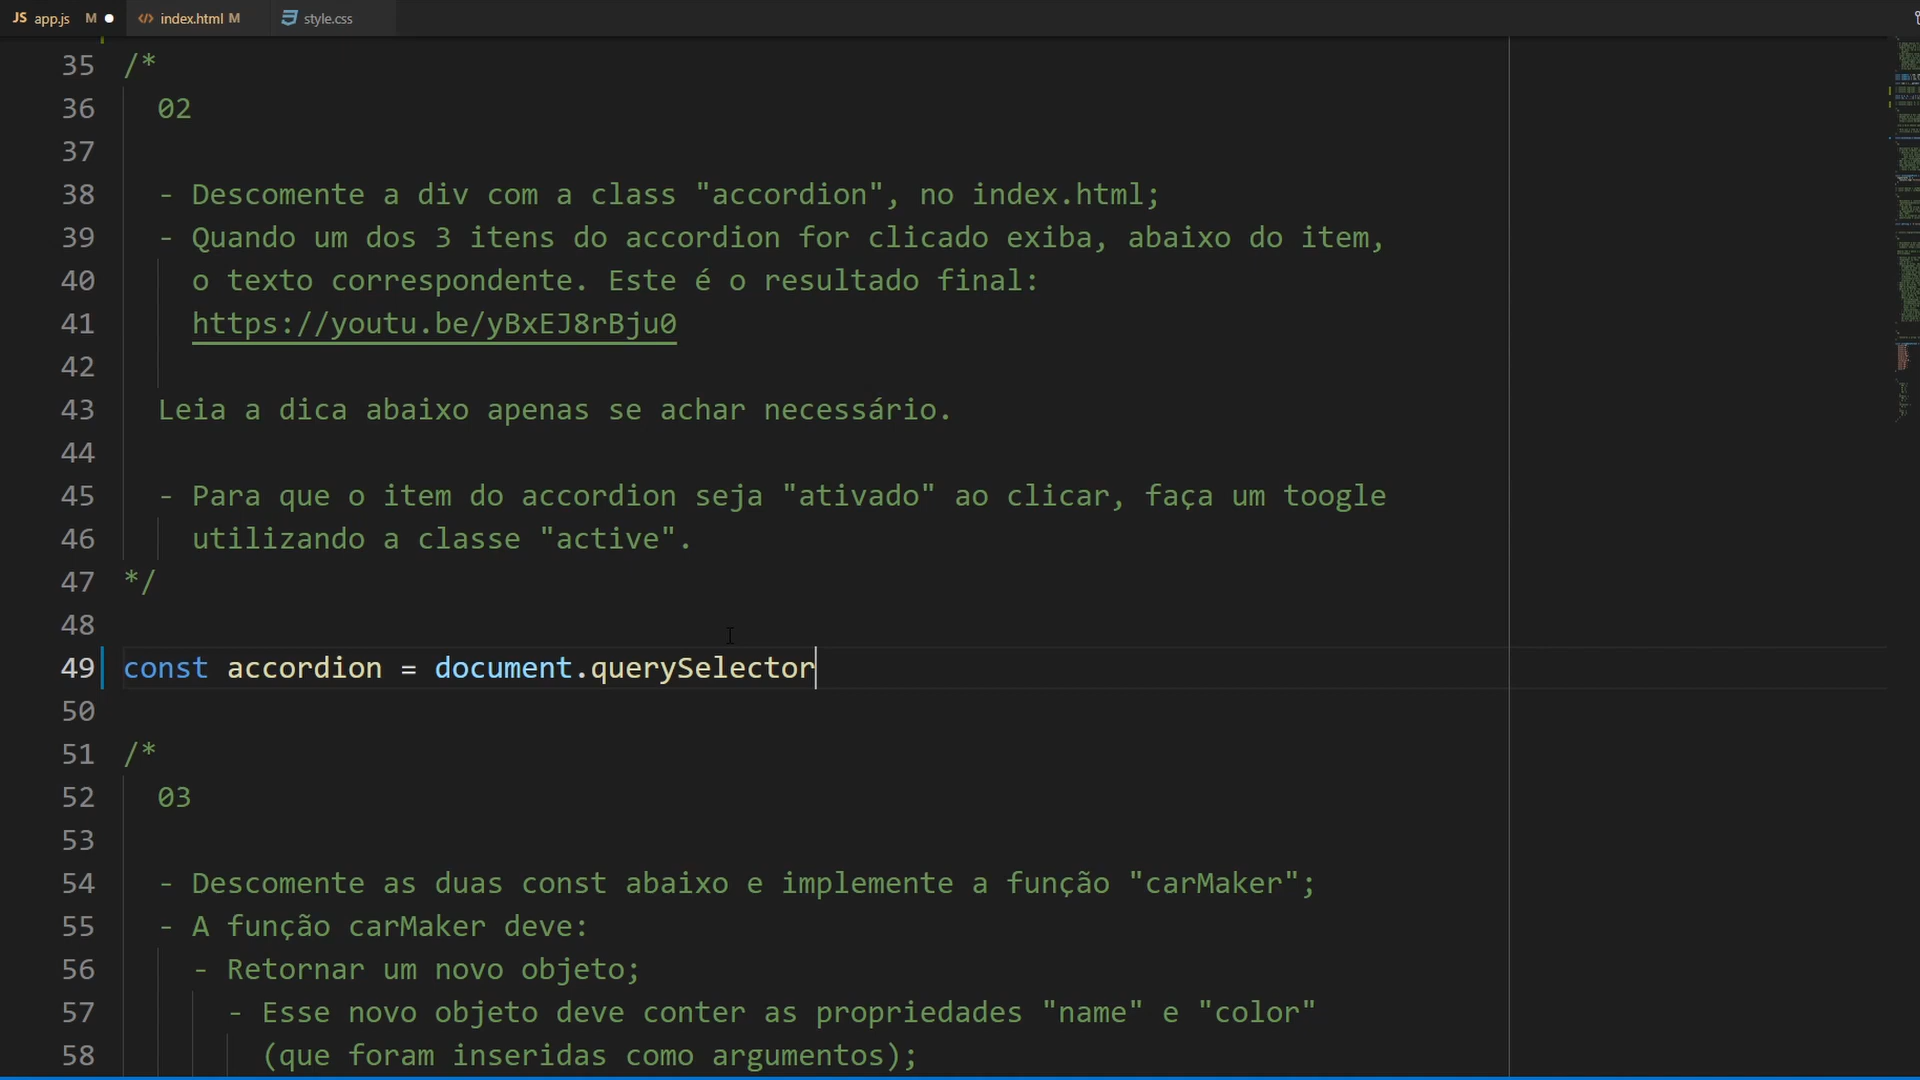 JS app.js M
<> index.html M
style.css
35 /*
36 02
37
38 - Descomente a div com a class "accordion", no index.html;
39 - Quando um dos 3 itens do accordion for clicado exiba, abaixo do item,
40 o texto correspondente. Este é o resultado final:
41 https://youtu.be/yBxEJ8rBju0
42
43 Leia a dica abaixo apenas se achar necessário.
44
45 - Para que o item do accordion seja "ativado" ao clicar, faça um toogle
46 utilizando a classe "active".
47 */
48
49 const accordion = document.querySelector
50
51 /*
52 03
53
54 - Descomente as duas const abaixo e implemente a função "carMaker";
55 - A função carMaker deve:
56 - Retornar um novo objeto;
57 - Esse novo objeto deve conter as propriedades "name" e "color"
58 (que foram inseridas como argumentos);